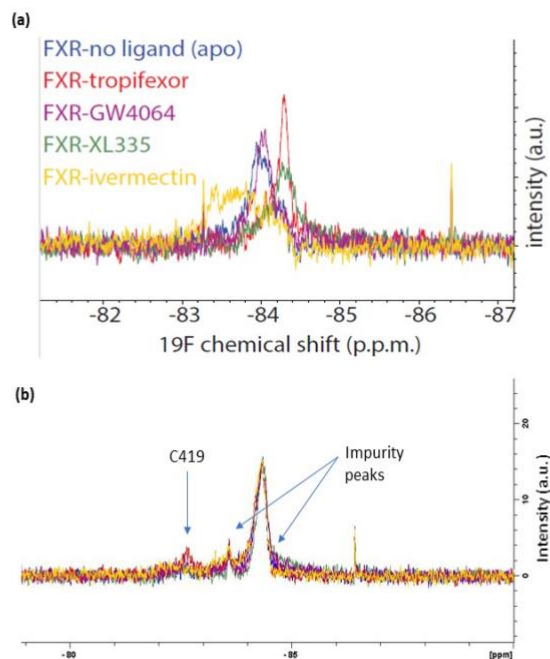 (a)
FXR-no ligand (apo)
FXR-tropifexor
FXR-GW4064
FXR-XL335
FXR-ivermectin
intensity (a.u.)
-82 -83 -84 -85 -86 -87
19F chemical shift (p.p.m.)
(b)
C419
Impurity
peaks
20
10
0
Intensity (a.u.)
-80 -85 [ppm]